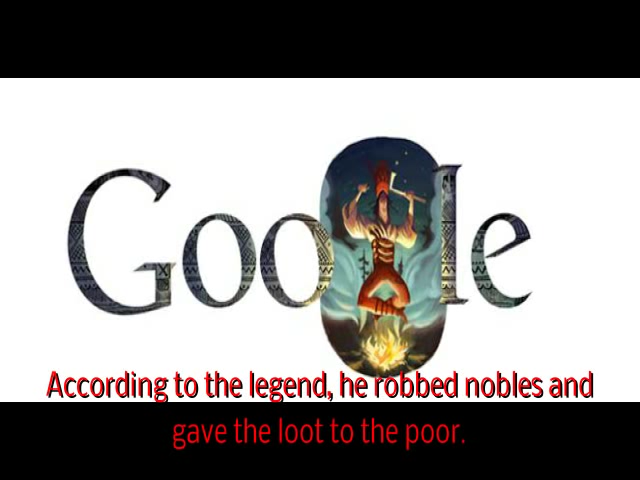 Google
According to the legend, he robbed nobles and
gave the loot to the poor.